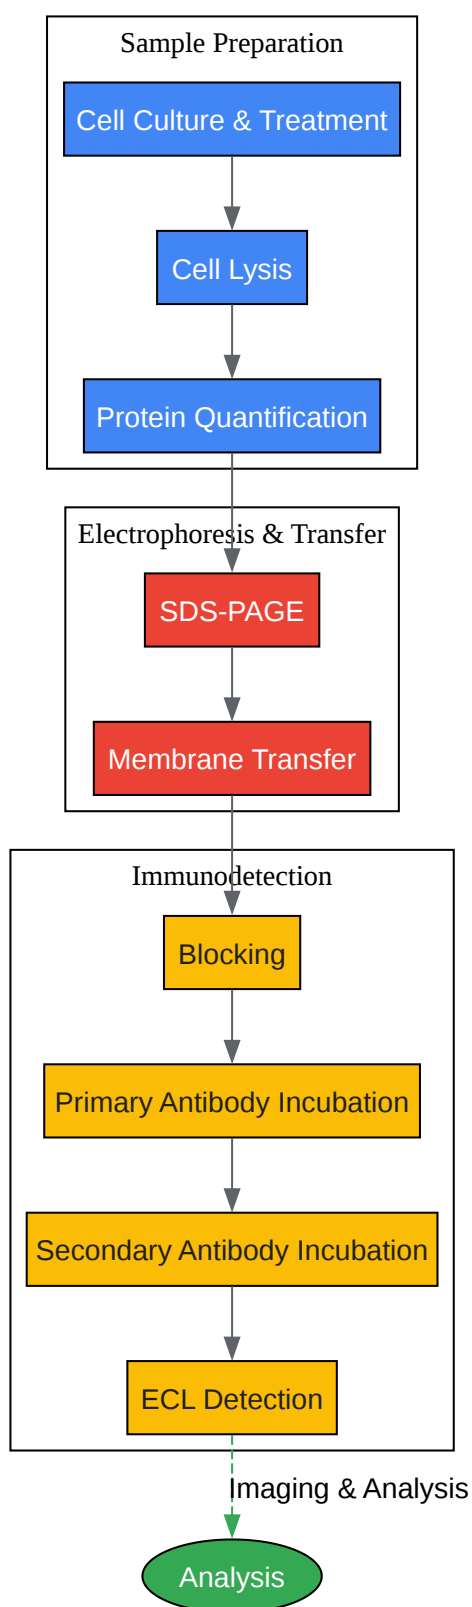 Sample Preparation
Cell Culture & Treatment
Cell Lysis
Protein Quantification
Electrophoresis & Transfer
SDS-PAGE
Membrane Transfer
Immunodetection
Blocking
Primary Antibody Incubation
Secondary Antibody Incubation
ECL Detection
Imaging & Analysis
Analysis